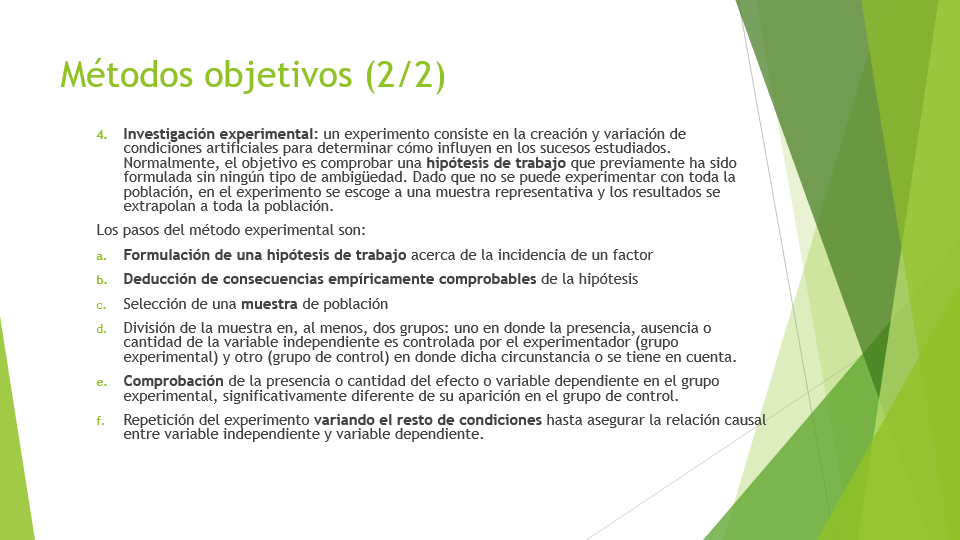 Métodos objetivos (2/2)
4. Investigación experimental: un experimento consiste en la creación y variación de
condiciones artificiales para determinar cómo influyen en los sucesos estudiados.
Normalmente, el objetivo es comprobar una hipótesis de trabajo que previamente ha sido
formulada sin ningún tipo de ambigüedad. Dado que no se puede experimentar con toda la
población, en el experimento se escoge a una muestra representativa y los resultados se
extrapolan a toda la población.
Los pasos del método experimental son:
a. Formulación de una hipótesis de trabajo acerca de la incidencia de un factor
b. Deducción de consecuencias empíricamente comprobables de la hipótesis
c. Selección de una muestra de población
d. División de la muestra en, al menos, dos grupos: uno en donde la presencia, ausencia o
cantidad de la variable independiente es controlada por el experimentador (grupo
experimental) y otro (grupo de control) en donde dicha circunstancia o se tiene en cuenta.
e. Comprobación de la presencia o cantidad del efecto o variable dependiente en el grupo
experimental, significativamente diferente de su aparición en el grupo de control.
f. Repetición del experimento variando el resto de condiciones hasta asegurar la relación causal
entre variable independiente y variable dependiente.